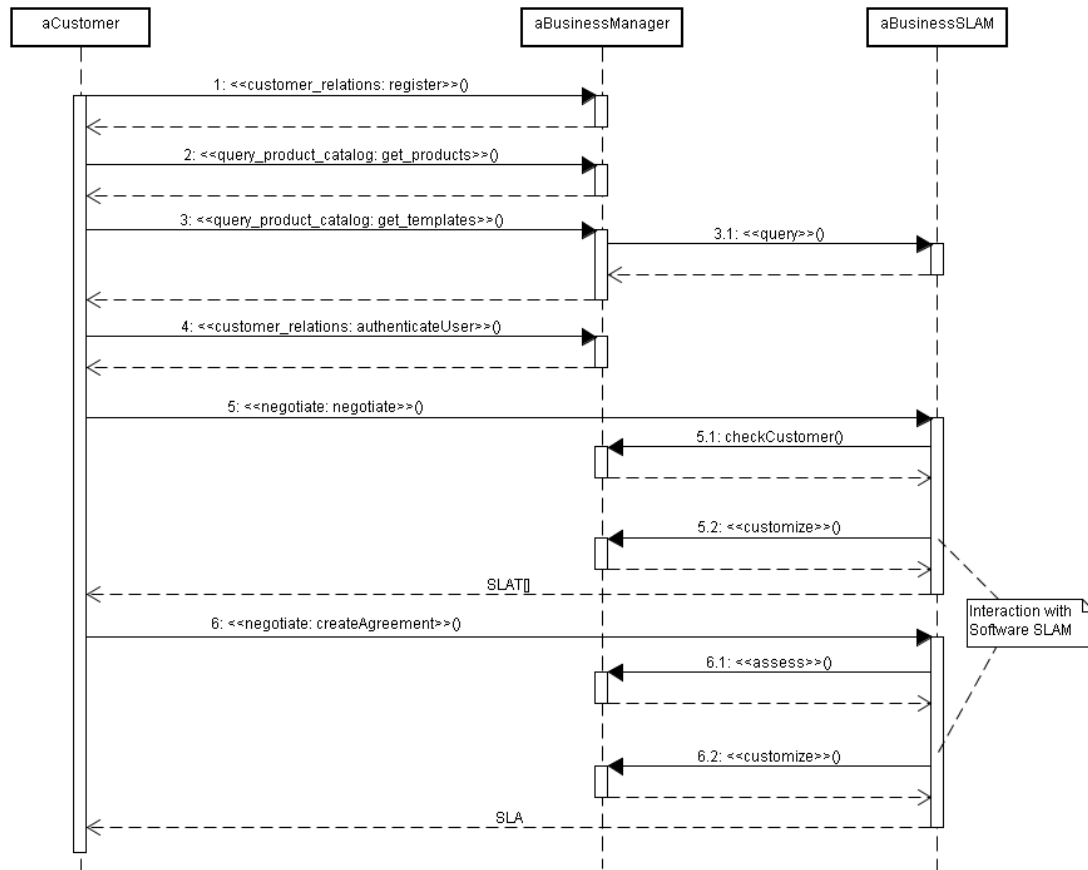 aCustomer
aBusinessManager
aBusinessSLAM
1: <<customer_relations: register>>()
2: <<query_product_catalog: get_products>>()
3: <<query_product_catalog: get_templates>>()
3.1: <<query>>()
4: <<customer_relations: authenticateUser>>()
5: <<negotiate: negotiate>>()
5.1: checkCustomer()
5.2: <<customize>>()
SLAT[]
Interaction with
Software SLAM
6: <<negotiate: createAgreement>>()
6.1: <<assess>>()
6.2: <<customize>>()
SLA